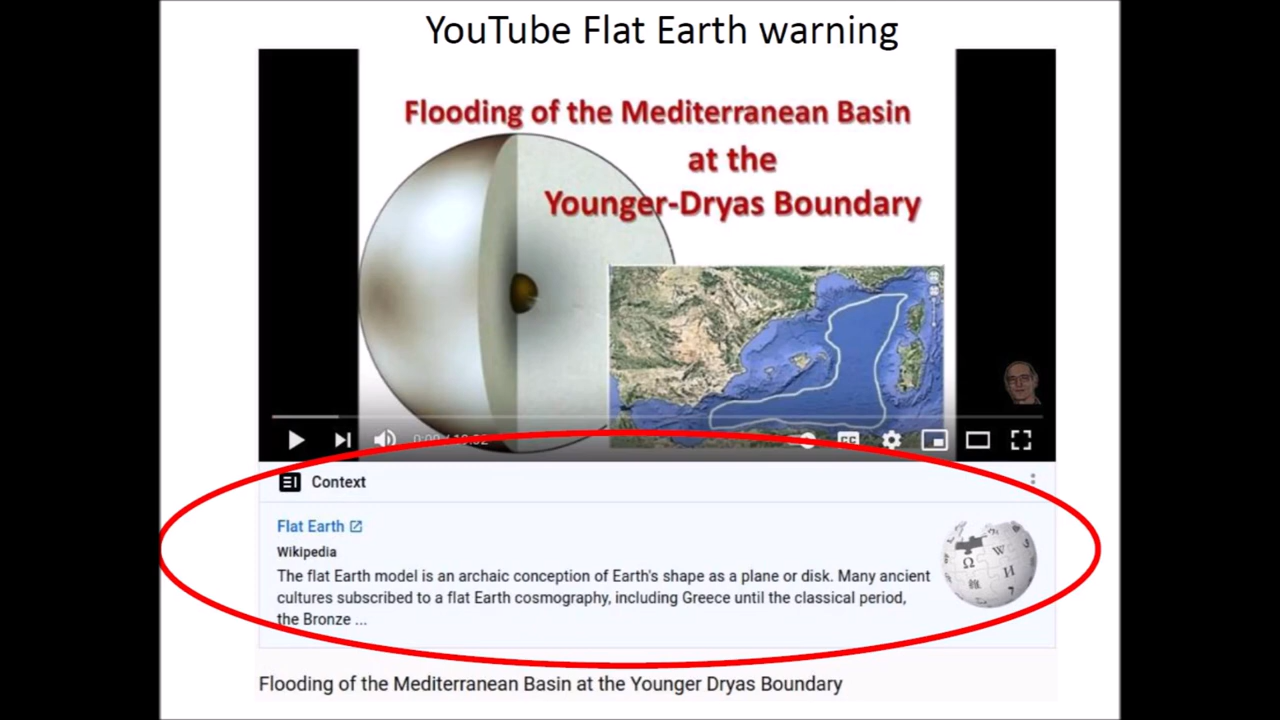 YouTube Flat Earth warning
Flooding of the Mediterranean Basin
at the
Younger-Dryas Boundary
CC
Context
Flat Earth
Wikipedia
The flat Earth model is an archaic conception of Earth's shape as a plane or disk. Many ancient
cultures subscribed to a flat Earth cosmography, including Greece until the classical period,
the Bronze ...
Ω W
И
Flooding of the Mediterranean Basin at the Younger Dryas Boundary